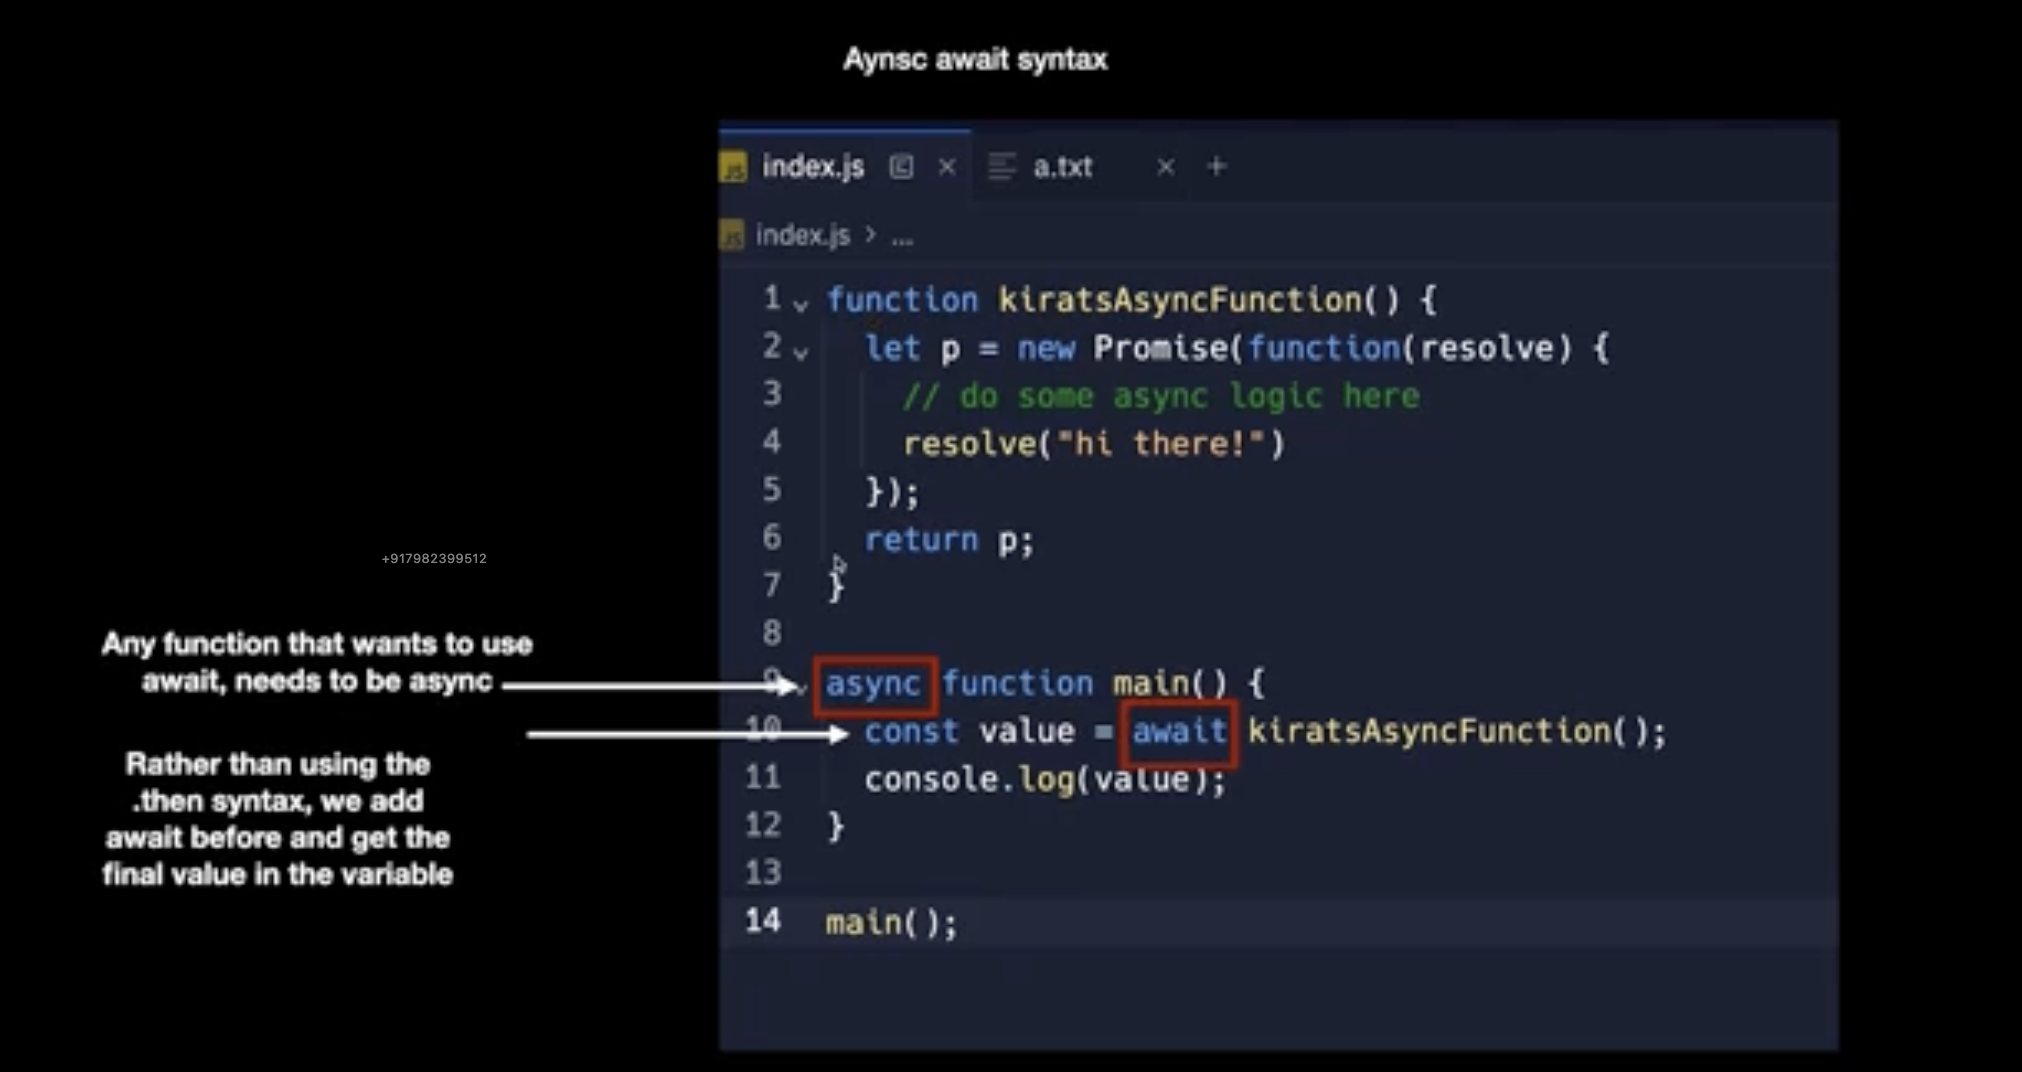 Aynsc await syntax
index.js
a.txt
index.js > ...
1 function kiratsAsyncFunction() {
2 let p = new Promise(function(resolve) {
3 // do some async logic here
4 resolve("hi there!")
5 });
6 return p;
7 }
8
9 async function main() {
10 const value = await kiratsAsyncFunction();
11 console.log(value);
12 }
13
14 main();
+917982399512
Any function that wants to use
await, needs to be async
Rather than using the
.then syntax, we add
await before and get the
final value in the variable